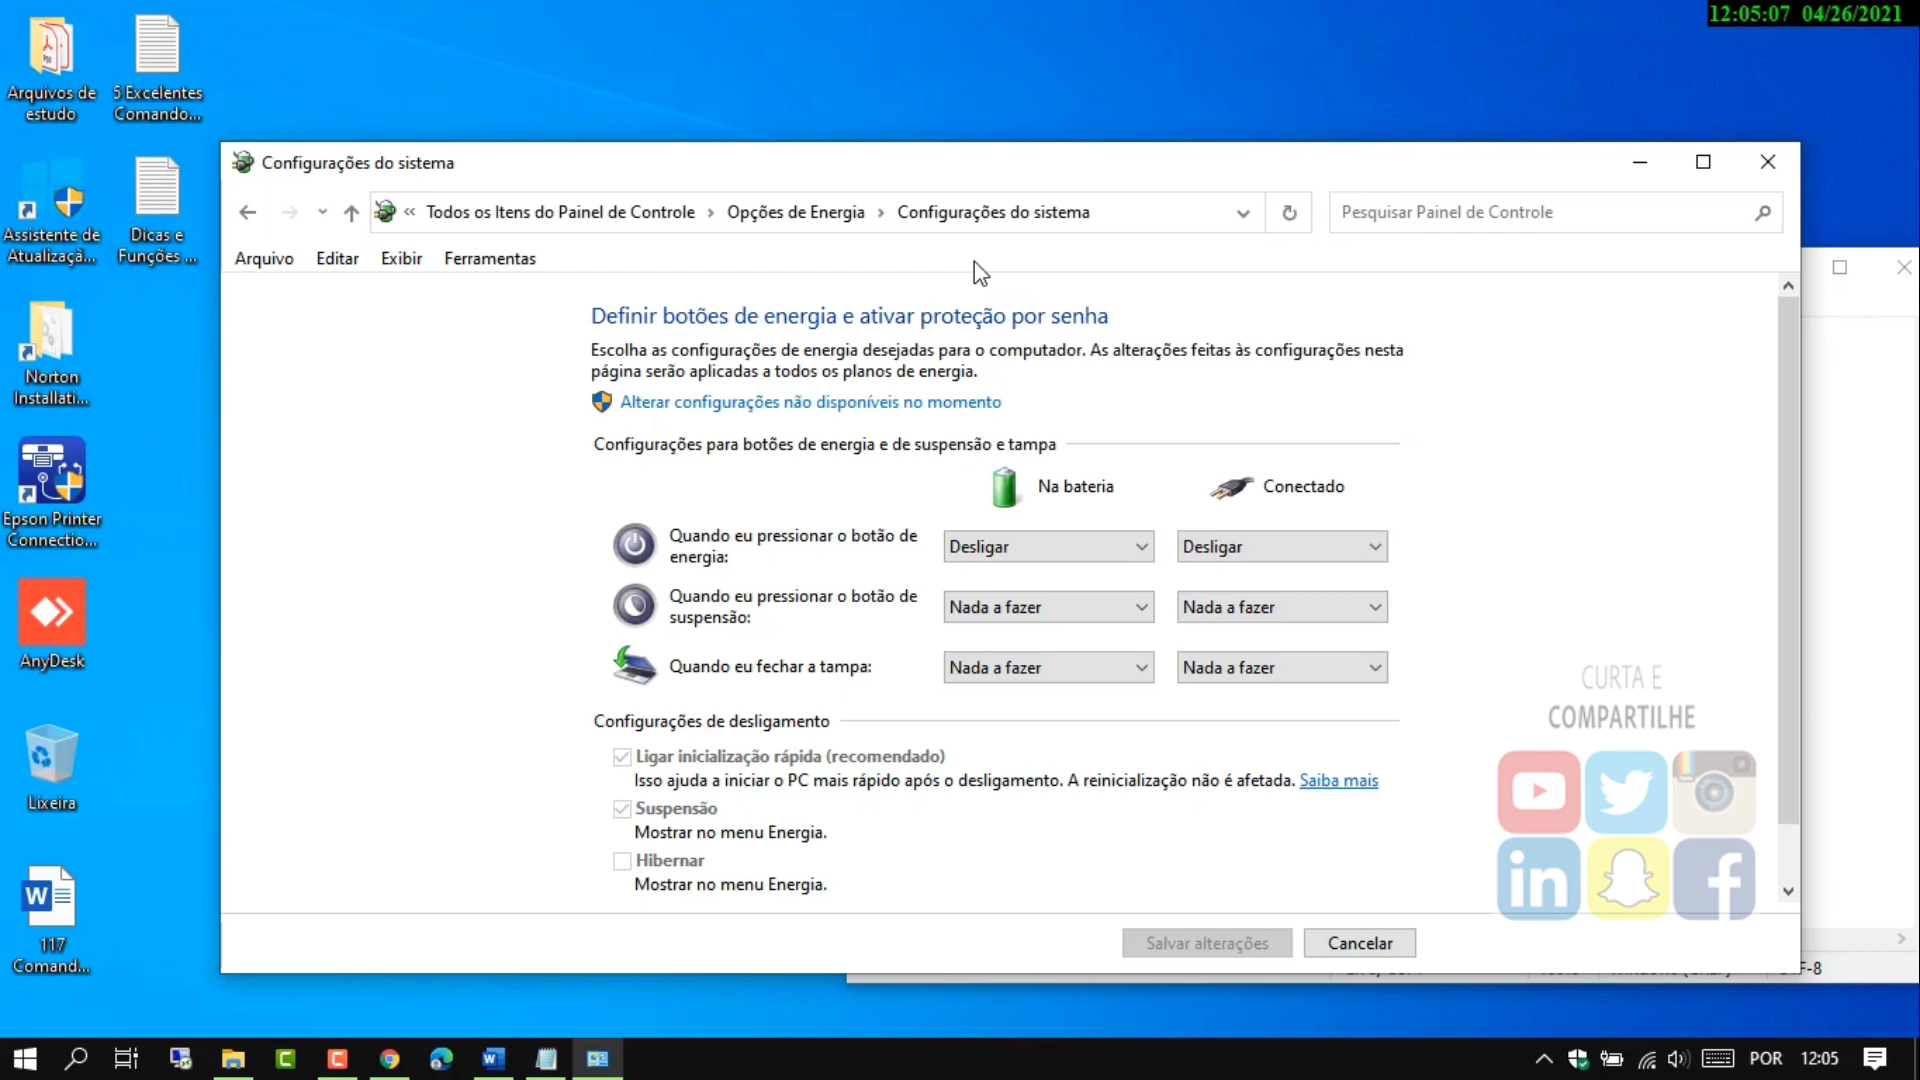 12:05:07 04/26/2021
Arquivos de
estudo
5 Excelentes
Comando...
Assistente de
Atualizaçã...
Dicas e
Funções ...
Norton
Installati...
Epson Printer
Connectio...
AnyDesk
Lixeira
117
Comand...
Configurações do sistema
« Todos os Itens do Painel de Controle › Opções de Energia › Configurações do sistema
Pesquisar Painel de Controle
Arquivo Editar Exibir Ferramentas
Definir botões de energia e ativar proteção por senha
Escolha as configurações de energia desejadas para o computador. As alterações feitas às configurações nesta
página serão aplicadas a todos os planos de energia.
Alterar configurações não disponíveis no momento
Configurações para botões de energia e de suspensão e tampa
Na bateria Conectado
Quando eu pressionar o botão de
energia:
Desligar Desligar
Quando eu pressionar o botão de
suspensão:
Nada a fazer Nada a fazer
Quando eu fechar a tampa:
Nada a fazer Nada a fazer
Configurações de desligamento
Ligar inicialização rápida (recomendado)
Isso ajuda a iniciar o PC mais rápido após o desligamento. A reinicialização não é afetada. Saiba mais
Suspensão
Mostrar no menu Energia.
Hibernar
Mostrar no menu Energia.
CURTA E
COMPARTILHE
Salvar alterações Cancelar
POR 12:05